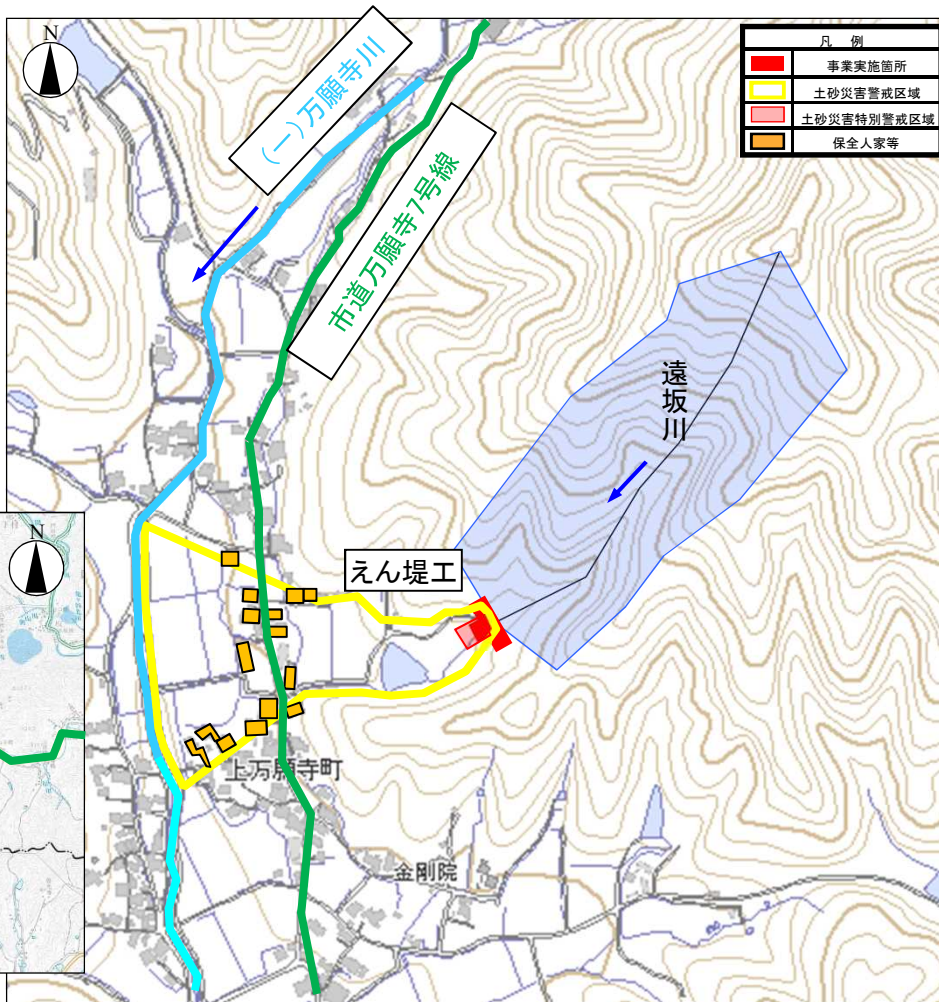 N
(一)万願寺川
市道万願寺7号線
凡 例
事業実施箇所
土砂災害警戒区域
土砂災害特別警戒区域
保全人家等
遠坂川
えん堤工
N
上万願寺町
金剛院